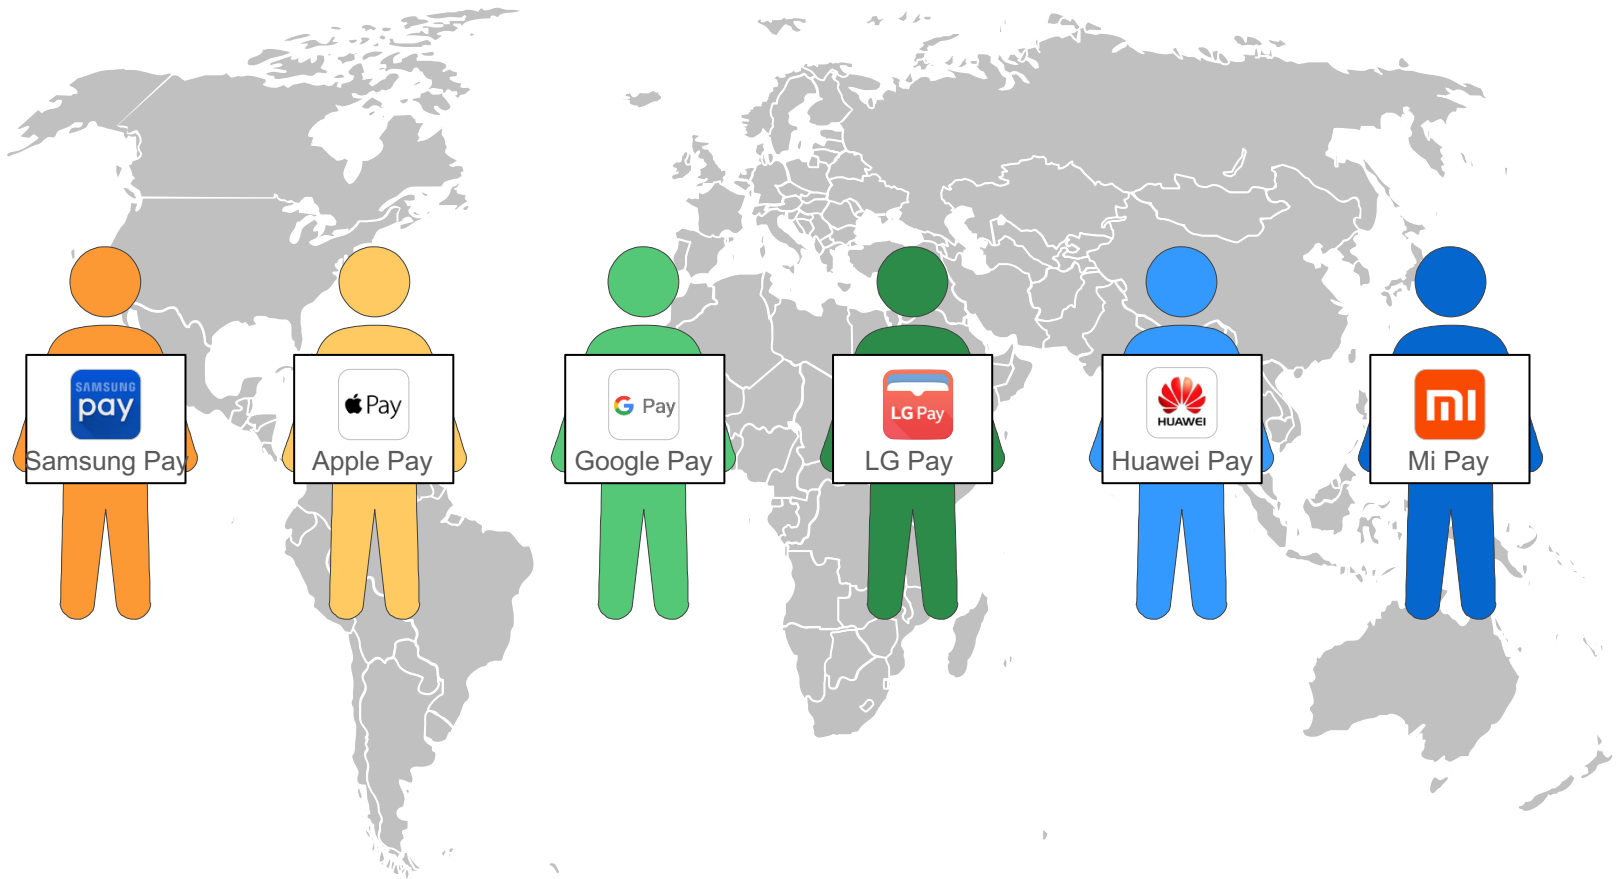 SAMSUNG
pay
Samsung Pay
Pay
Apple Pay
G Pay
Google Pay
LG Pay
LG Pay
HUAWEI
Huawei Pay
mi
Mi Pay